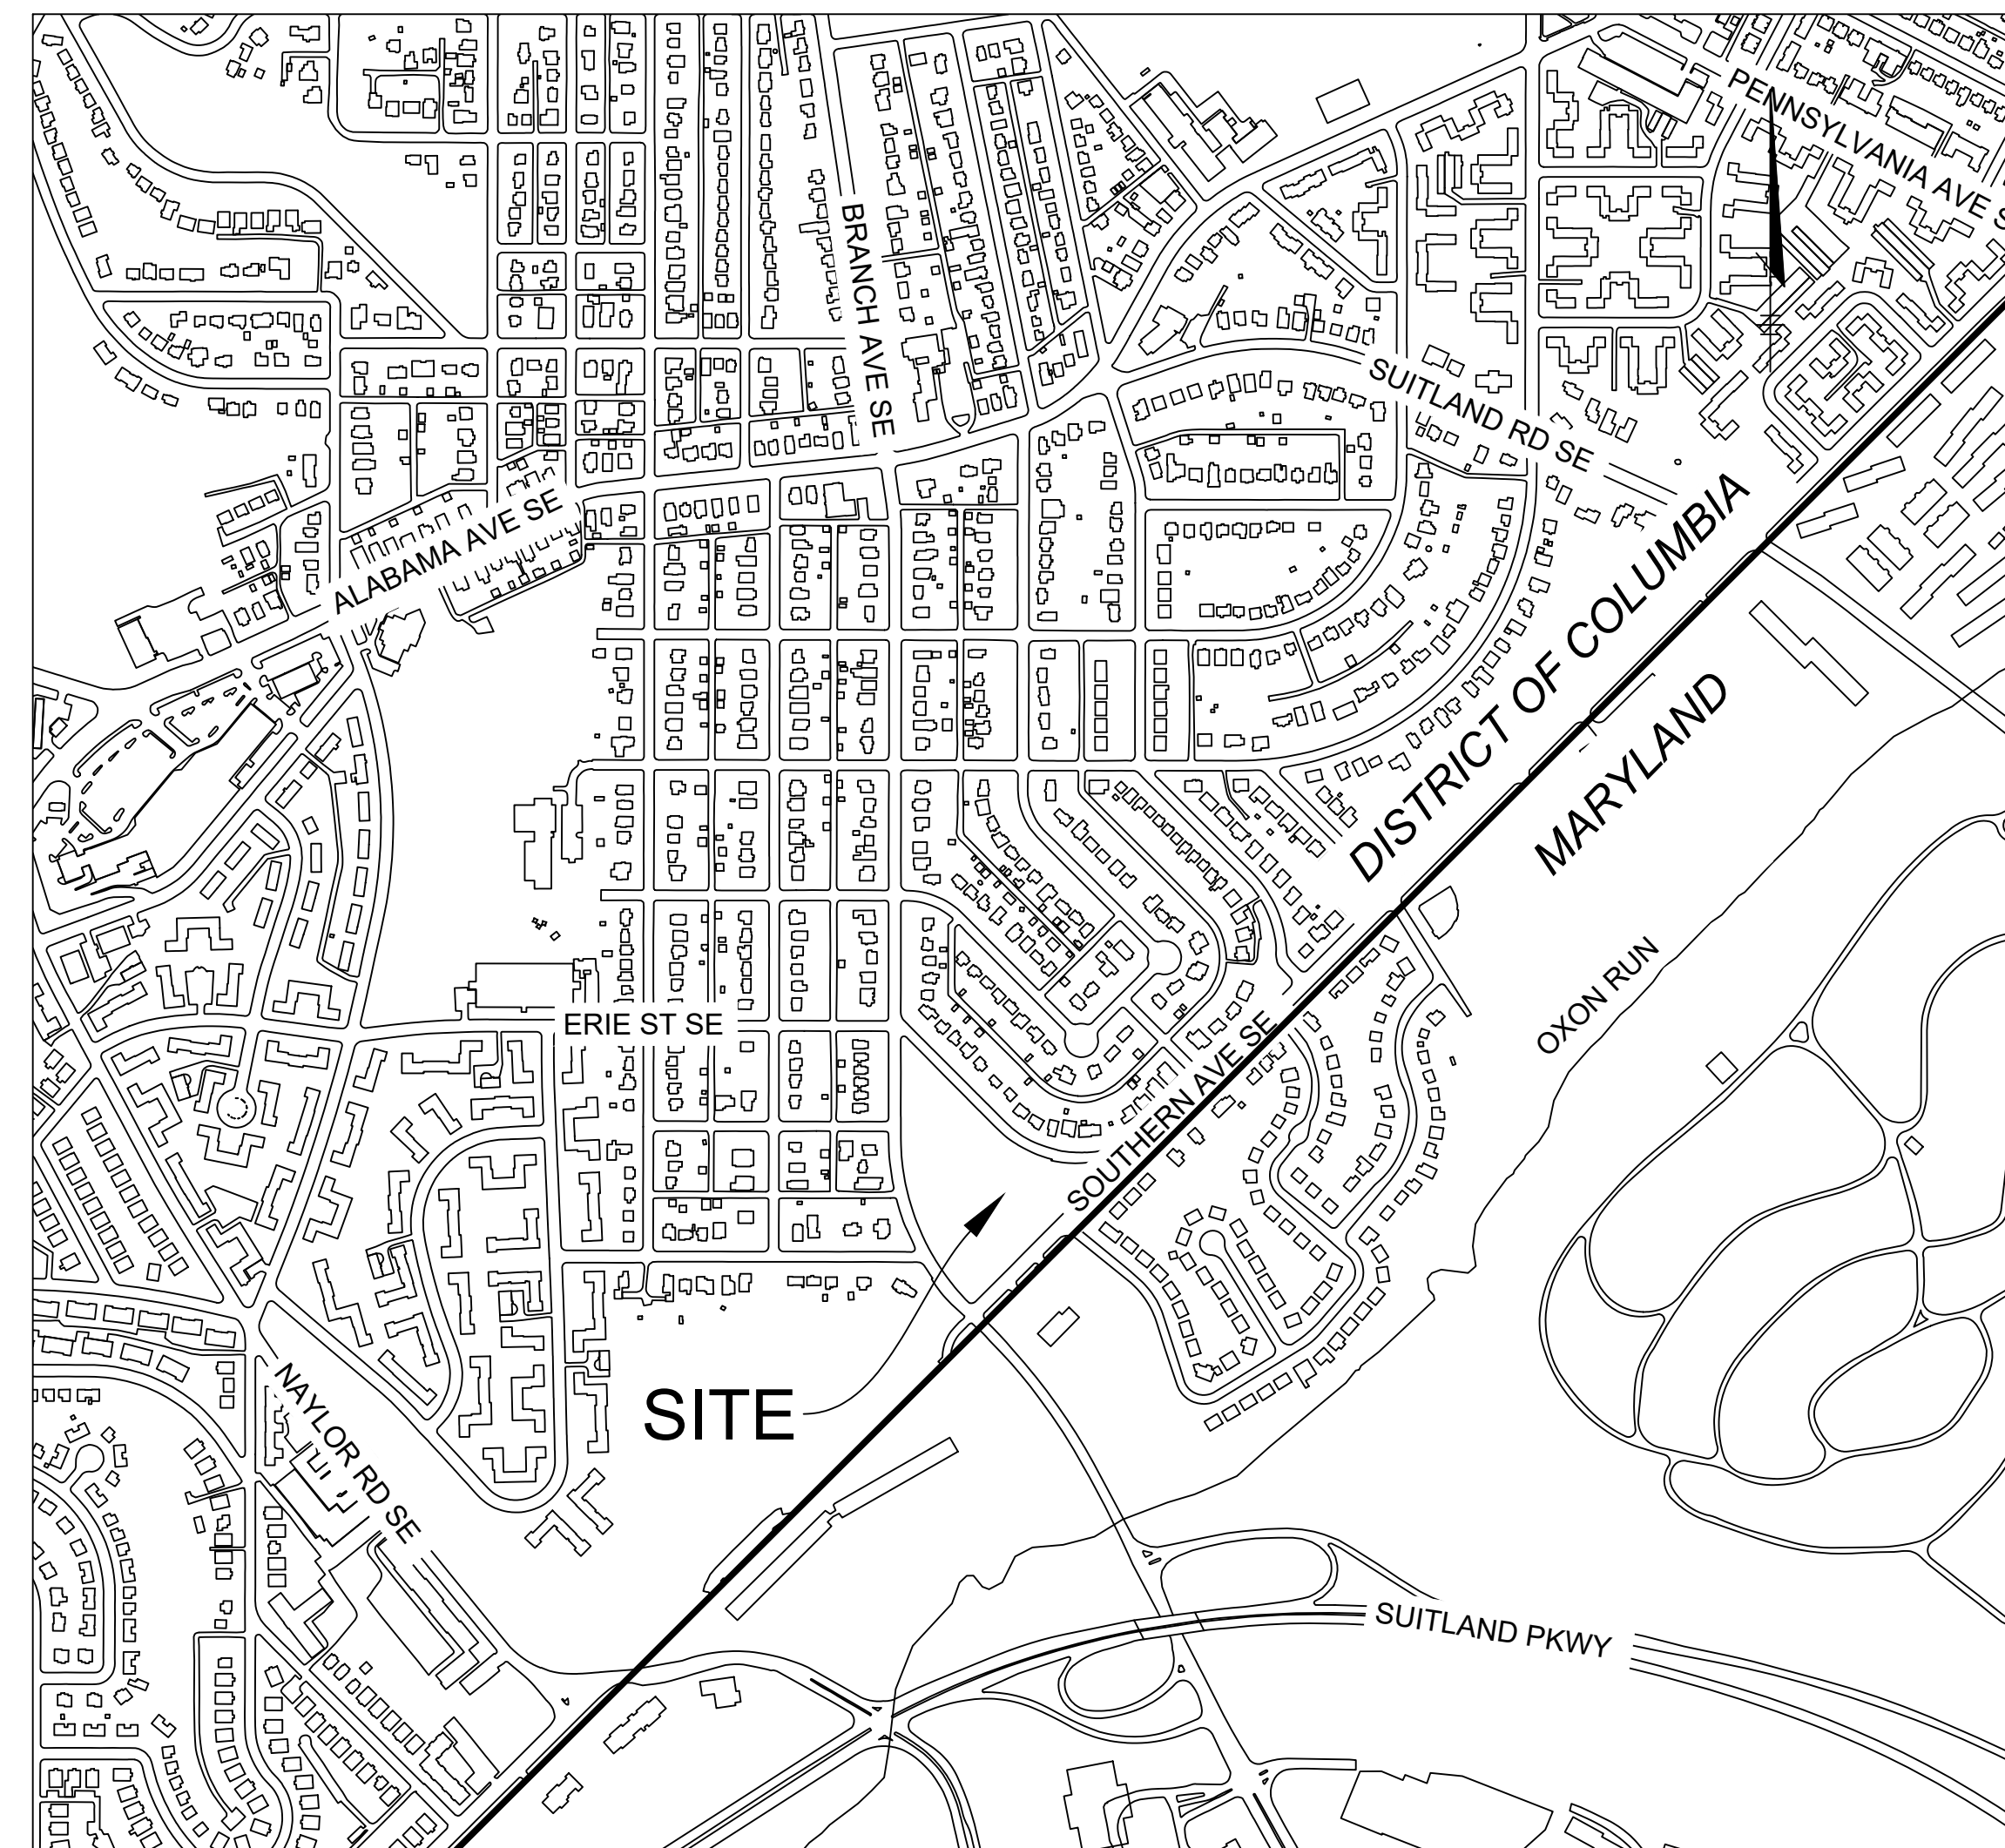 PENNSYLVANIA AVE S
BRANCH AVE SE
SUITLAND RD SE
ALABAMA AVE SE
DISTRICT OF COLUMBIA
MARYLAND
OXON RUN
ERIE ST SE
SOUTHERN AVE SE
SITE
NAYLOR RD SE
SUITLAND PKWY